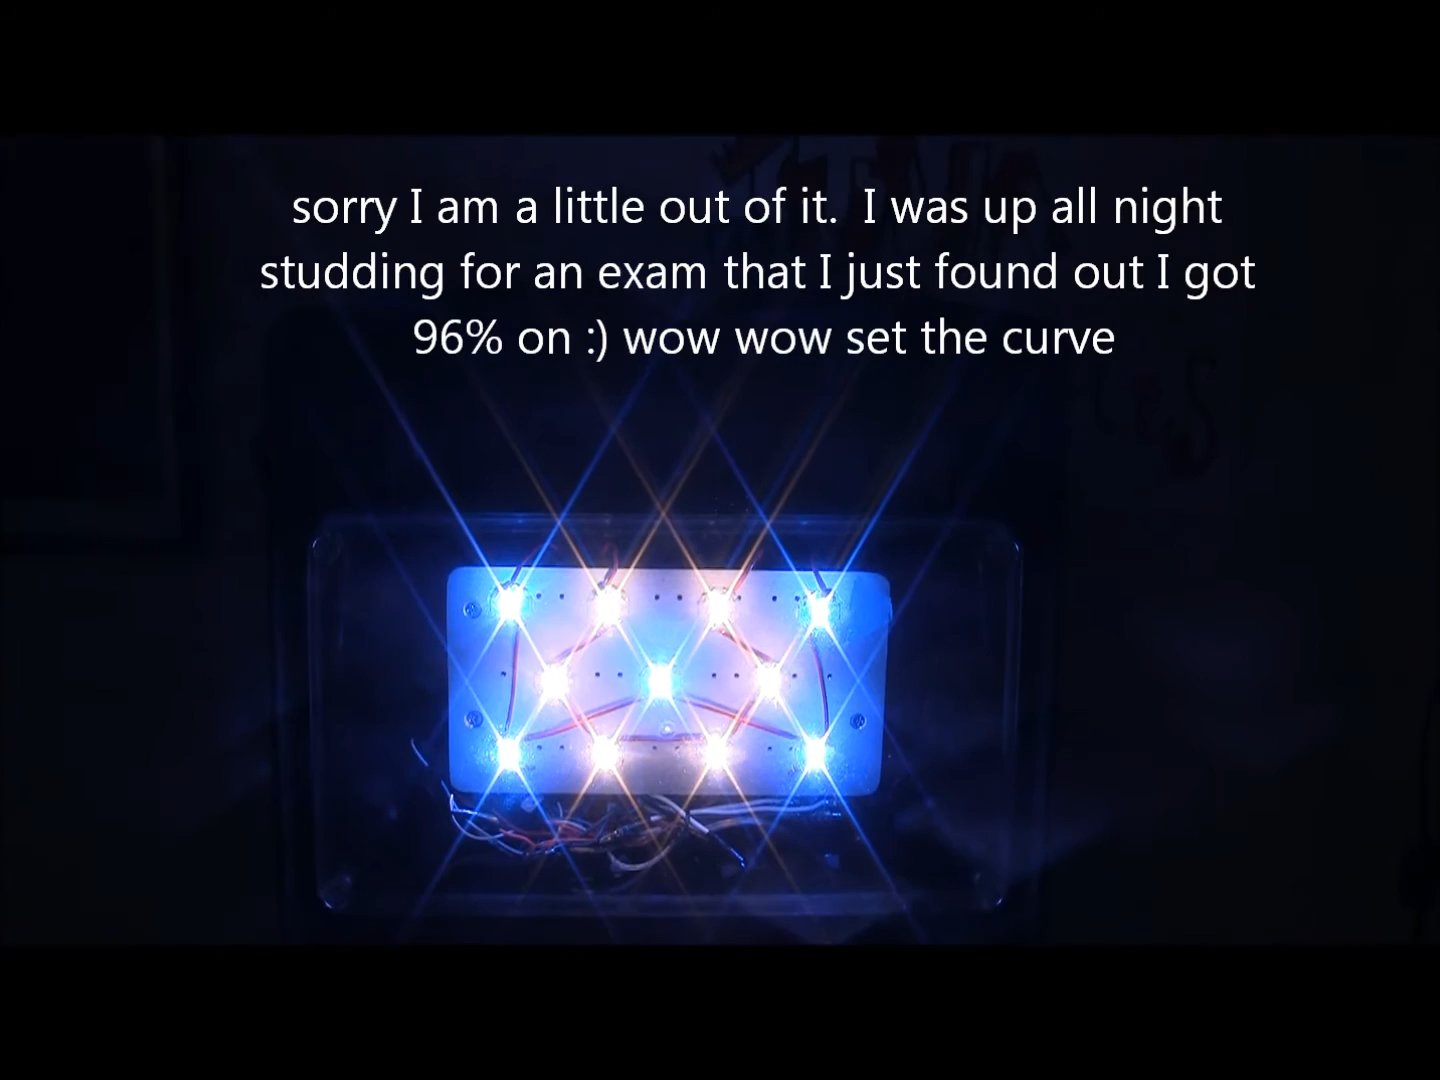 sorry I am a little out of it.  I was up all night
studding for an exam that I just found out I got
96% on :) wow wow set the curve